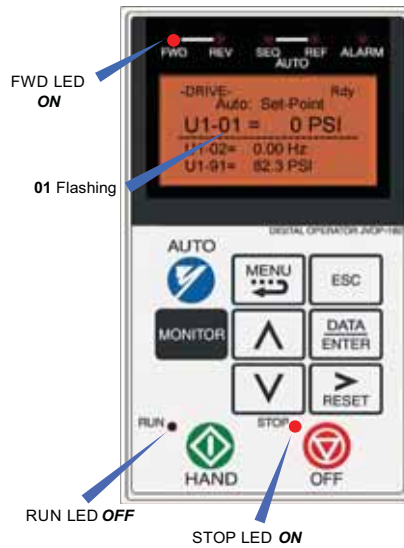 FWD REV SEQ REF ALARM
AUTO
FWD LED
ON
-DRIVE- Rdy
Auto: Set-Point
U1-01 = 0 PSI
U1-02= 0.00 Hz
U1-91= 82.3 PSI
01 Flashing
DIGITAL OPERATOR JVOP-182
AUTO
MENU
ESC
MONITOR
DATA
ENTER
>
RESET
RUN
STOP
HAND
OFF
RUN LED OFF
STOP LED ON